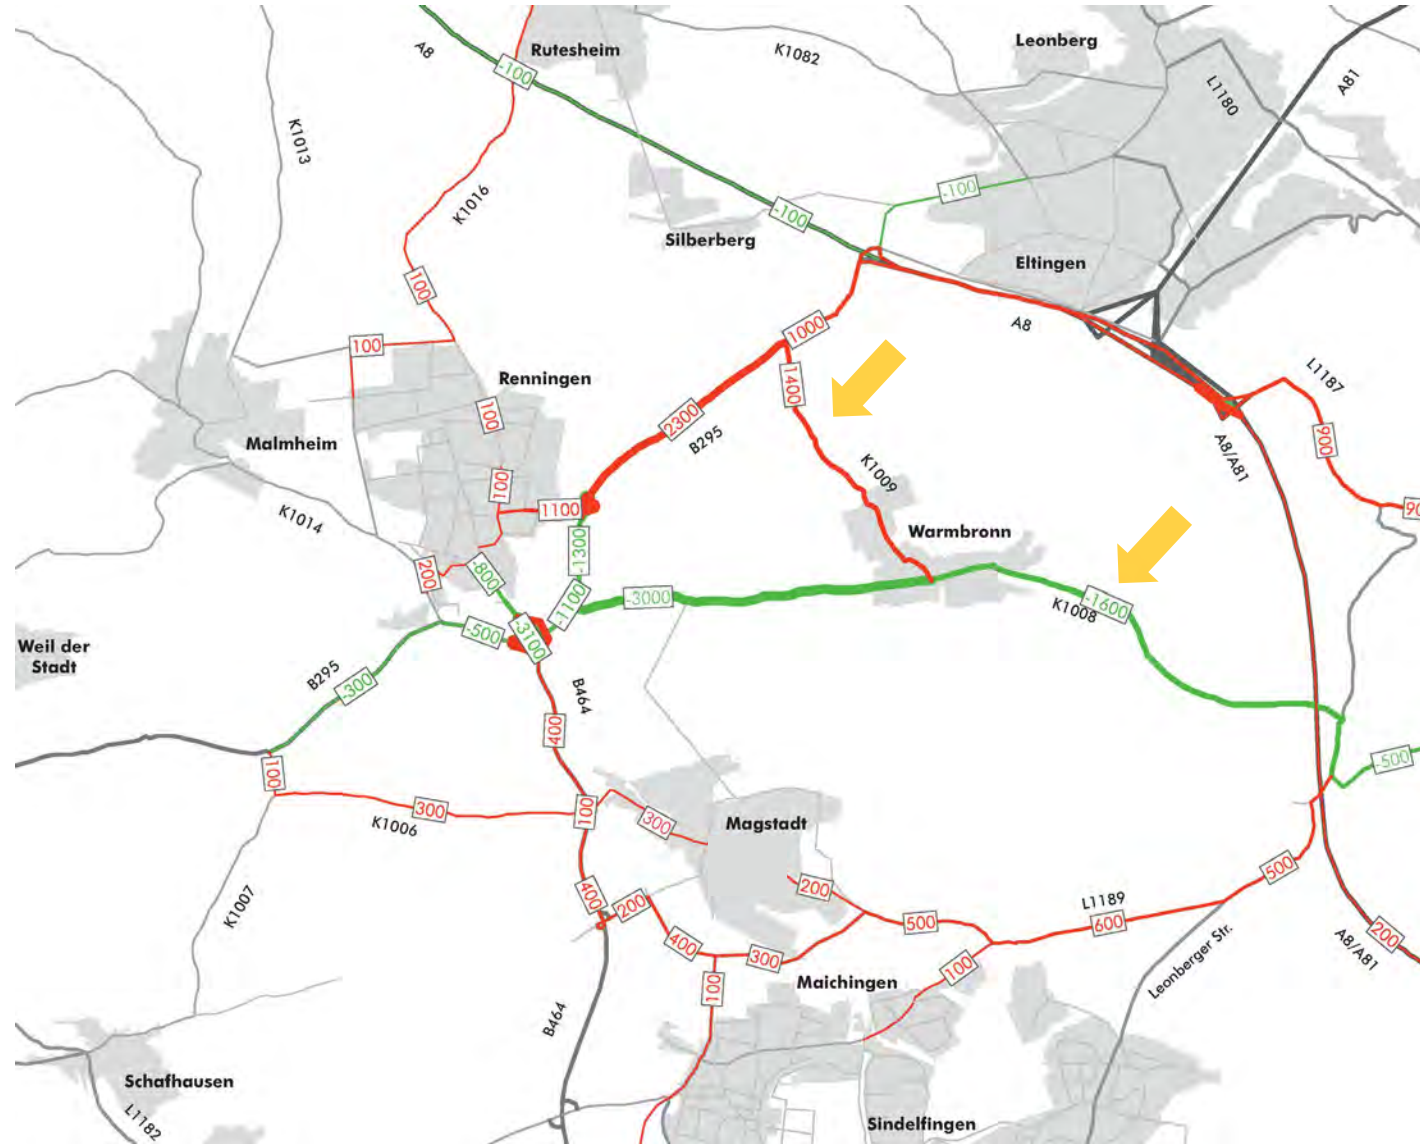 Rutesheim
K1082
Leonberg
A8
A81
-100
L1180
K1013
K1016
-100
-100
Silberberg
Eltingen
100
1000
A8
100
1400
L1187
Renningen
100
2300
B295
900
Malmheim
A8/A81
K1009
100
1100
90
K1014
Warmbronn
-1300
200
-800
-1100
-3000
-1600
K1008
-500
-3100
Weil der
Stadt
B295
-300
B464
400
-500
100
300
K1006
100
300
Magstadt
K1007
400
200
200
500
L1189
500
600
400
300
100
100
Leonberger Str.
200
A8/A81
Maichingen
B464
Schafhausen
L1182
Sindelfingen